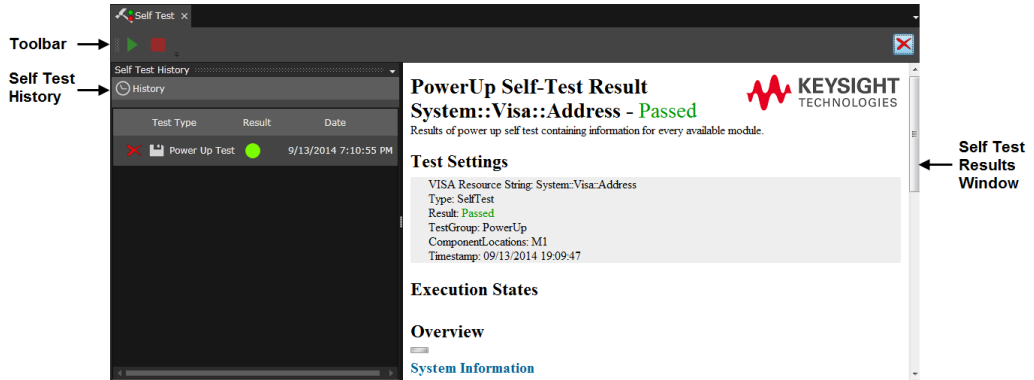 Self Test
Toolbar
Self Test History
Self Test
History
History
Test Type Result Date
Power Up Test 9/13/2014 7:10:55 PM
PowerUp Self-Test Result
System::Visa::Address - Passed
KEYSIGHT
TECHNOLOGIES
Results of power up self test containing information for every available module.
Test Settings
VISA Resource String: System::Visa::Address
Type: SelfTest
Result: Passed
TestGroup: PowerUp
ComponentLocations: M1
Timestamp: 09/13/2014 19:09:47
Execution States
Overview
System Information
Self Test
Results
Window